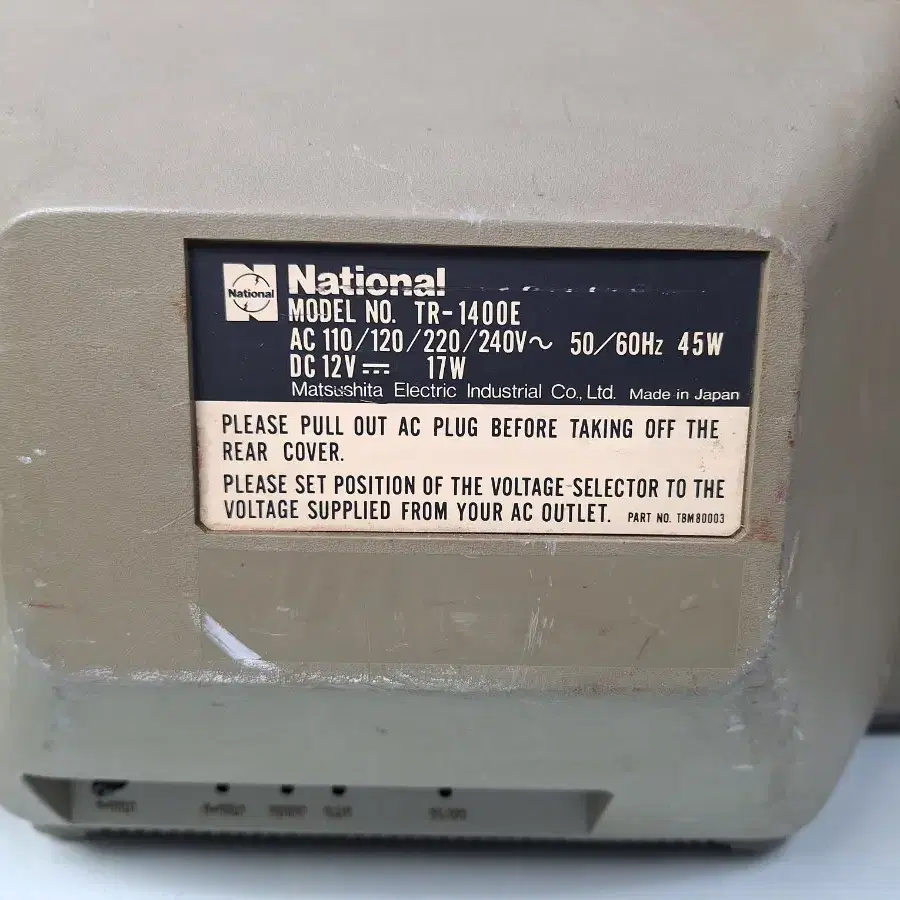 National
National
MODEL NO. TR-1400E
AC 110/120/220/240V~ 50/60Hz 45W
DC 12V⎓ 17W
Matsushita Electric Industrial Co., Ltd. Made in Japan
PLEASE PULL OUT AC PLUG BEFORE TAKING OFF THE
REAR COVER.
PLEASE SET POSITION OF THE VOLTAGE SELECTOR TO THE
VOLTAGE SUPPLIED FROM YOUR AC OUTLET. PART NO. TBM80003